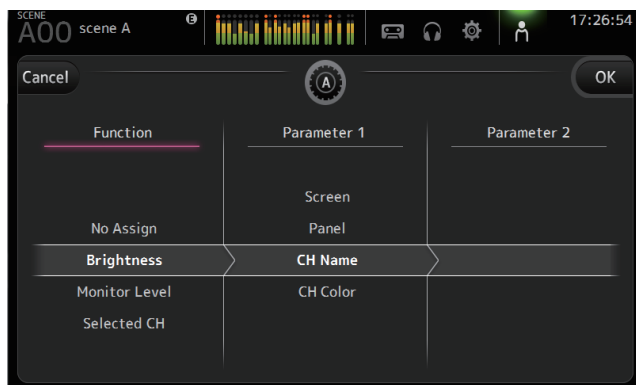 SCENE
A00 scene A
E
17:26:54
Cancel
A
OK
Function
Parameter 1
Parameter 2
Screen
No Assign
Panel
Brightness
CH Name
Monitor Level
CH Color
Selected CH